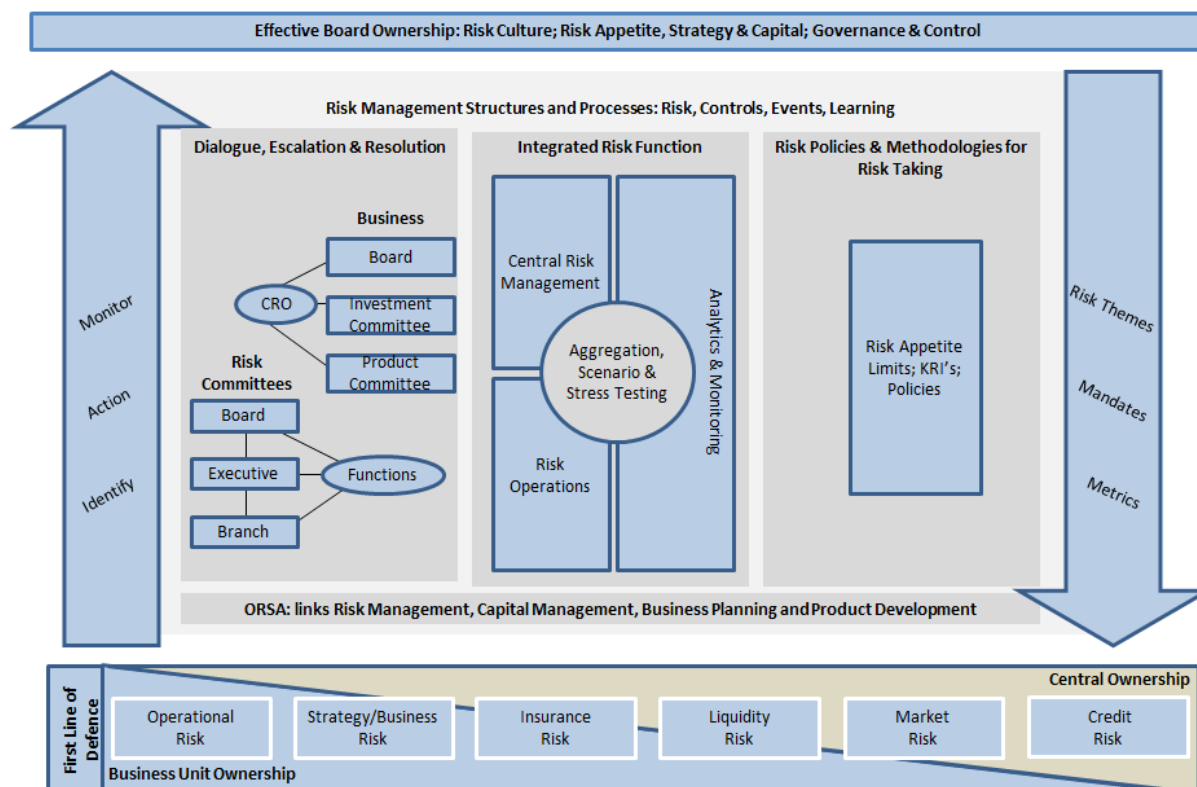 Effective Board Ownership: Risk Culture; Risk Appetite, Strategy & Capital; Governance & Control
Risk Management Structures and Processes: Risk, Controls, Events, Learning
Dialogue, Escalation & Resolution
Business
Board
CRO
Investment
Committee
Product
Committee
Risk
Committees
Board
Executive
Functions
Branch
Integrated Risk Function
Central Risk
Management
Aggregation,
Scenario &
Stress Testing
Analytics & Monitoring
Risk
Operations
Risk Policies & Methodologies for
Risk Taking
Risk Appetite
Limits; KRI's;
Policies
Monitor
Action
Identify
Risk Themes
Mandates
Metrics
ORSA: links Risk Management, Capital Management, Business Planning and Product Development
First Line of
Defence
Central Ownership
Operational
Risk
Strategy/Business
Risk
Insurance
Risk
Liquidity
Risk
Market
Risk
Credit
Risk
Business Unit Ownership